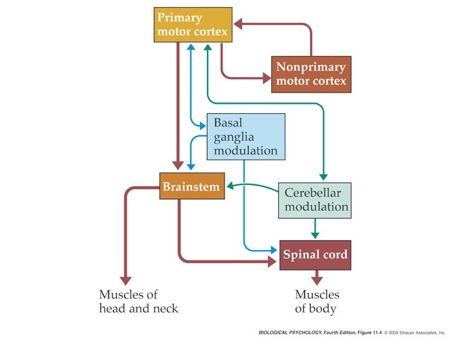 Primary
motor cortex
Nonprimary
motor cortex
Basal
ganglia
modulation
Brainstem
Cerebellar
modulation
Spinal cord
Muscles of
head and neck
Muscles
of body
BIOLOGICAL PSYCHOLOGY, Fourth Edition, Figure 11.4 © 2004 Sinauer Associates, Inc.